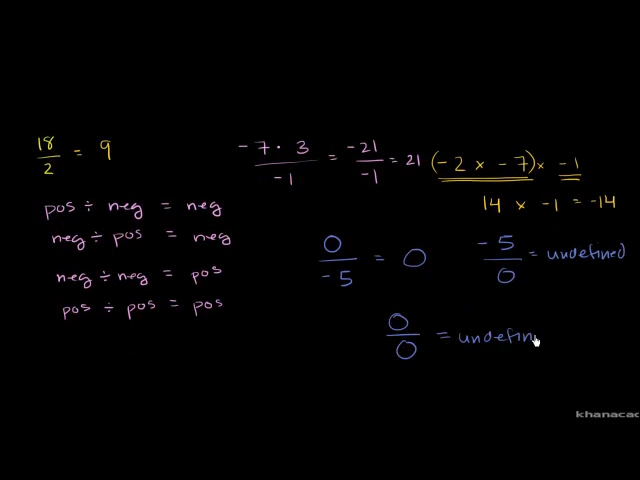 18/2 = 9
-7 · 3/-1 = -21/-1 = 21
(-2 × -7) × -1
14 × -1 = -14
pos ÷ neg = neg
neg ÷ pos = neg
neg ÷ neg = pos
pos ÷ pos = pos
0/-5 = 0
-5/0 = undefined
0/0 = undefin
khanacad